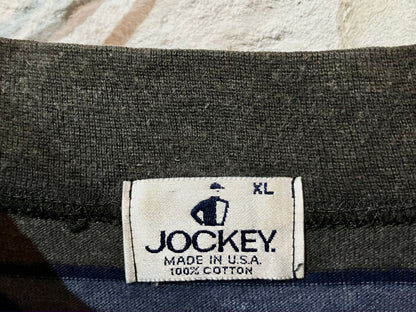 XL
JOCKEY.
MADE IN U.S.A.
100% COTTON